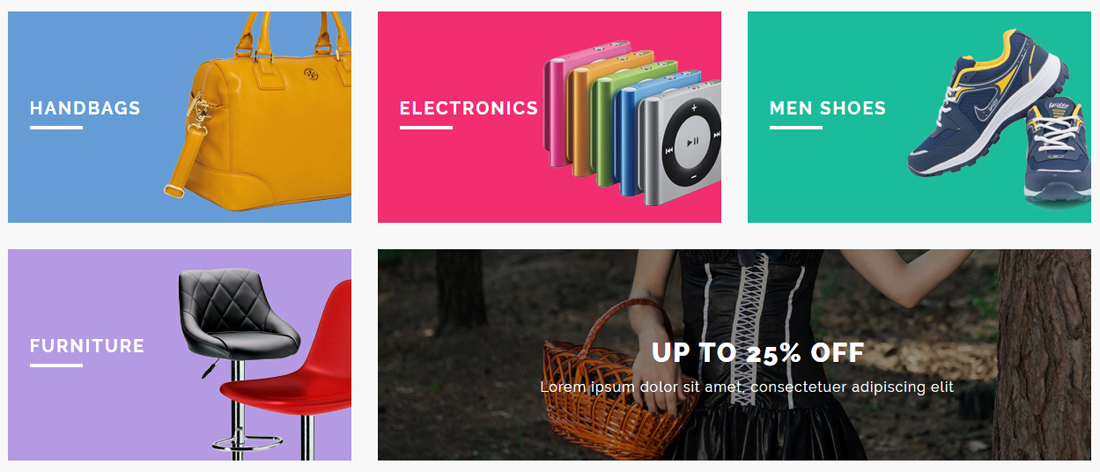 HANDBAGS
ELECTRONICS
MEN SHOES
FURNITURE
UP TO 25% OFF
Lorem ipsum dolor sit amet, consectetuer adipiscing elit